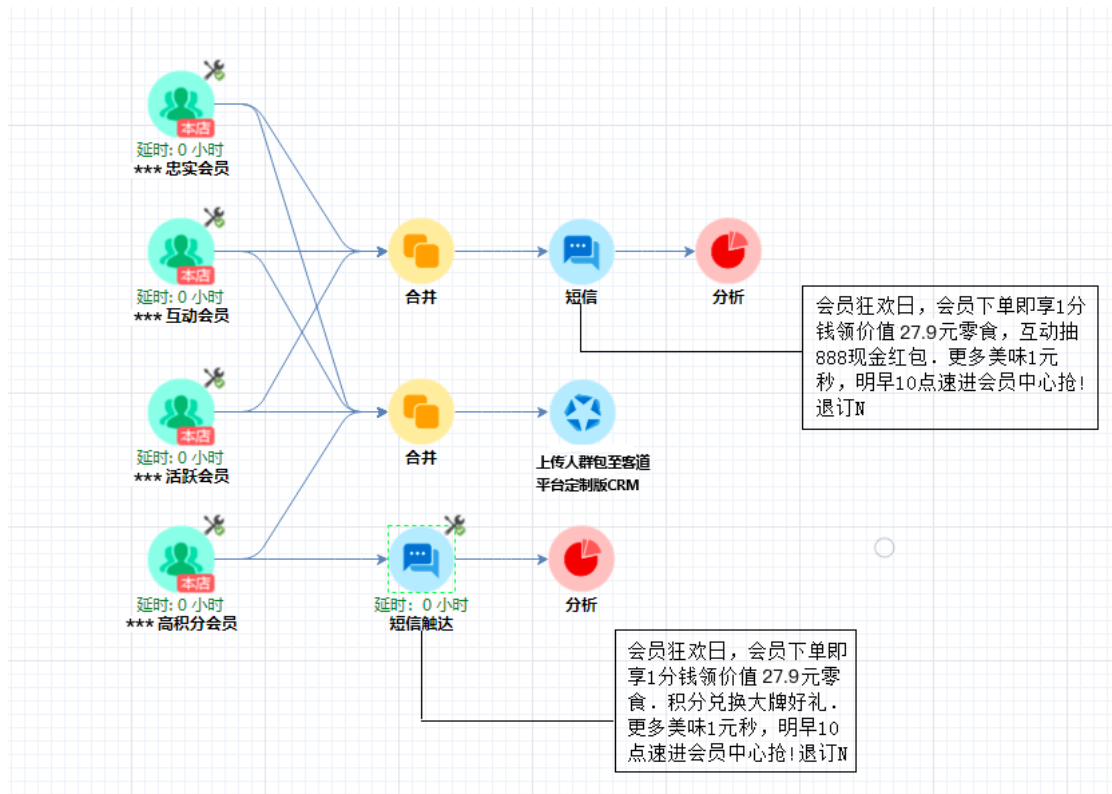 本店
延时: 0 小时
*** 忠实会员
本店
延时: 0 小时
*** 互动会员
合并
短信
分析
会员狂欢日，会员下单即享1分
钱领价值 27.9元零食，互动抽
888现金红包．更多美味1元
秒，明早10点速进会员中心抢!
退订N
本店
延时: 0 小时
*** 活跃会员
合并
上传人群包至客道
平台定制版CRM
本店
延时: 0 小时
*** 高积分会员
延时: 0 小时
短信触达
分析
会员狂欢日，会员下单即
享1分钱领价值 27.9元零
食．积分兑换大牌好礼．
更多美味1元秒，明早10
点速进会员中心抢!退订N